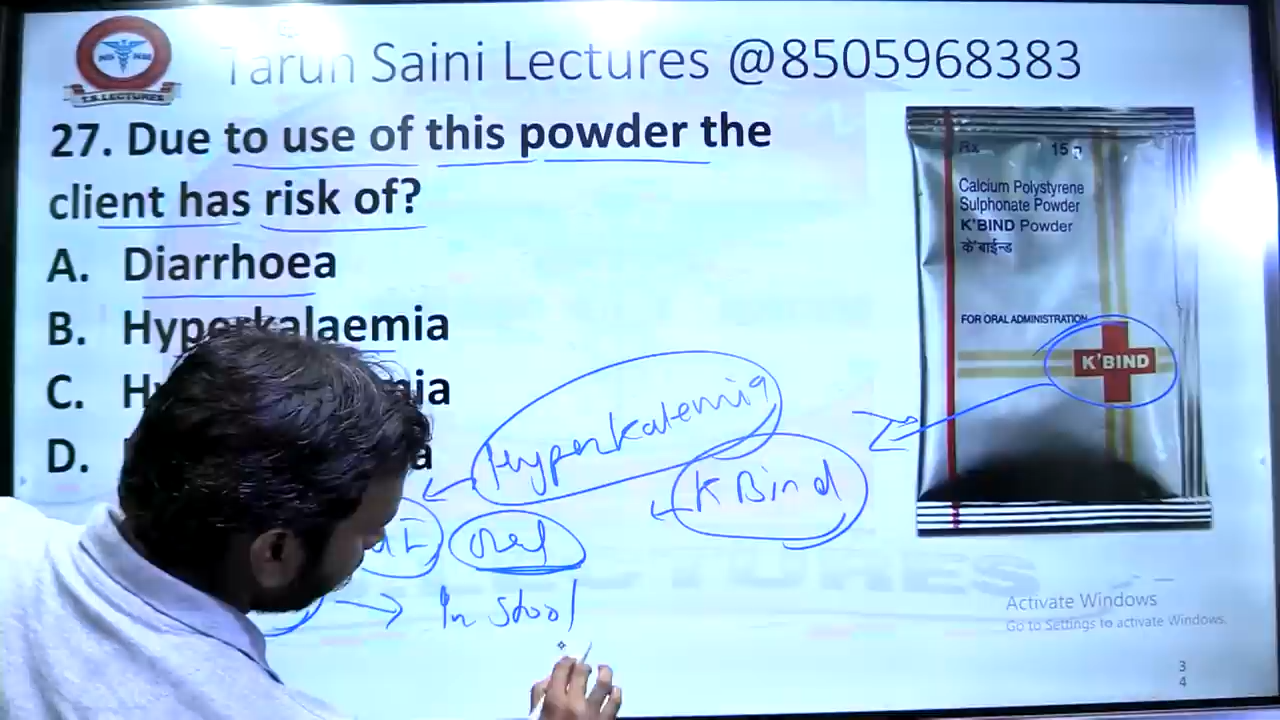 Tarun Saini Lectures @8505968383
T.S.LECTURES
27. Due to use of this powder the
client has risk of?
A. Diarrhoea
B. Hyperkalaemia
C.
D.
Rx 15 g
Calcium Polystyrene
Sulphonate Powder
K'BIND Powder
के'बाईन्ड
FOR ORAL ADMINISTRATION
K'BIND
Hyperkalemia
K Bind
Oral
In stool
Activate Windows
Go to Settings to activate Windows.
3
4